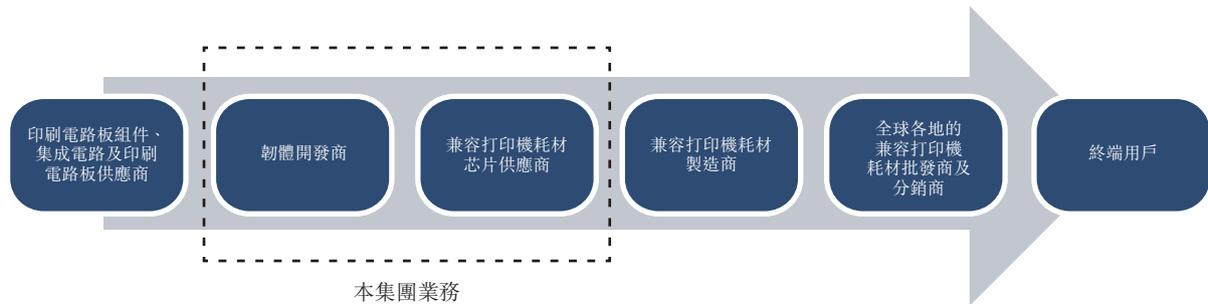 印刷電路板組件、
集成電路及印刷
電路板供應商
韌體開發商
兼容打印機耗材
芯片供應商
兼容打印機耗材
製造商
全球各地的
兼容打印機
耗材批發商及
分銷商
終端用戶
本集團業務